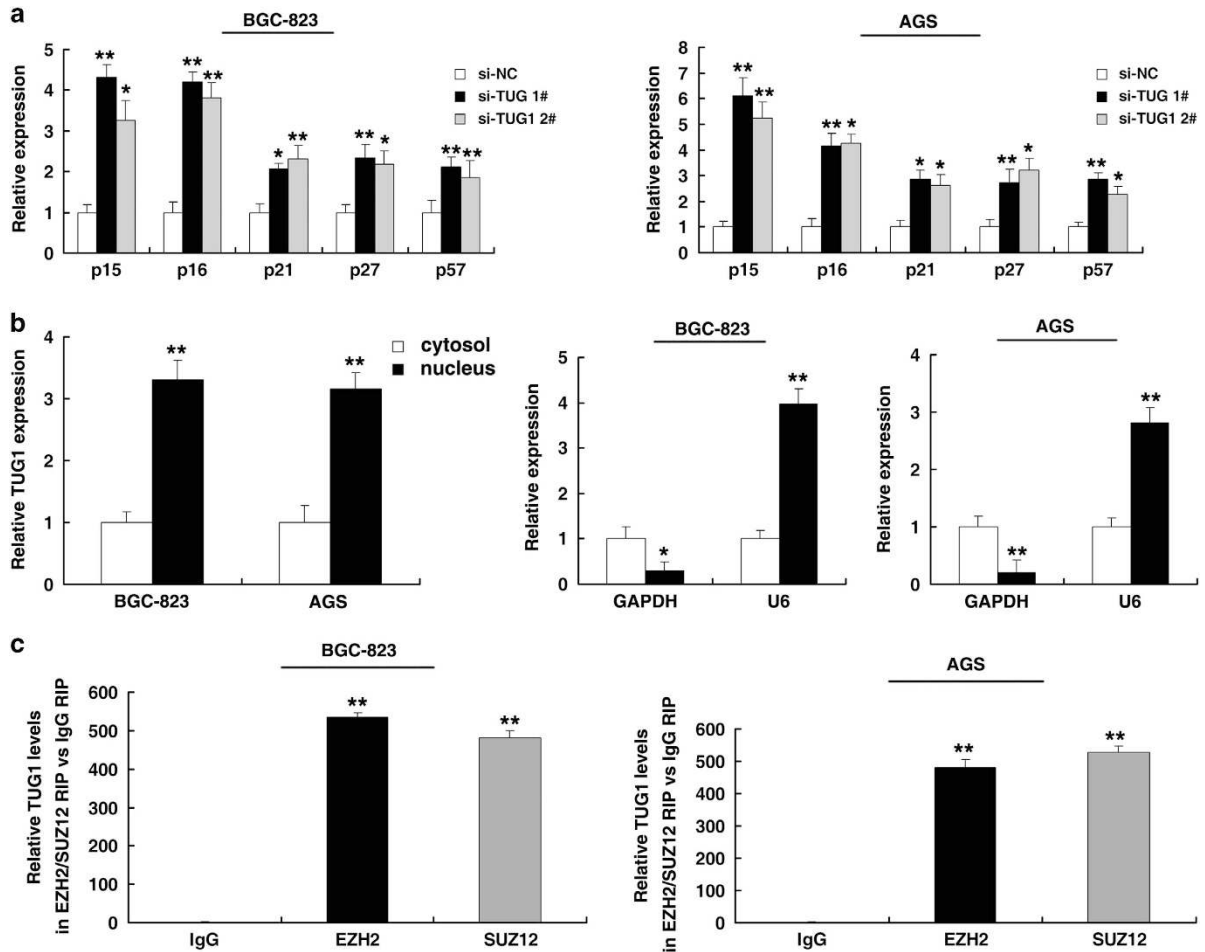 a
BGC-823
Relative expression
5
4
3
2
1
0
** * ** ** * ** ** * ** **
si-NC
si-TUG 1#
si-TUG1 2#
p15 p16 p21 p27 p57
AGS
Relative expression
8
7
6
5
4
3
2
1
0
** ** ** * * * ** * ** *
si-NC
si-TUG 1#
si-TUG1 2#
p15 p16 p21 p27 p57
b
Relative TUG1 expression
4
3
2
1
0
** **
cytosol
nucleus
BGC-823 AGS
BGC-823
Relative expression
5
4
3
2
1
0
* **
GAPDH U6
AGS
Relative expression
4
3
2
1
0
** **
GAPDH U6
c
BGC-823
Relative TUG1 levels
in EZH2/SUZ12 RIP vs IgG RIP
600
500
400
300
200
100
0
** **
IgG EZH2 SUZ12
AGS
Relative TUG1 levels
in EZH2/SUZ12 RIP vs IgG RIP
600
500
400
300
200
100
0
** **
IgG EZH2 SUZ12